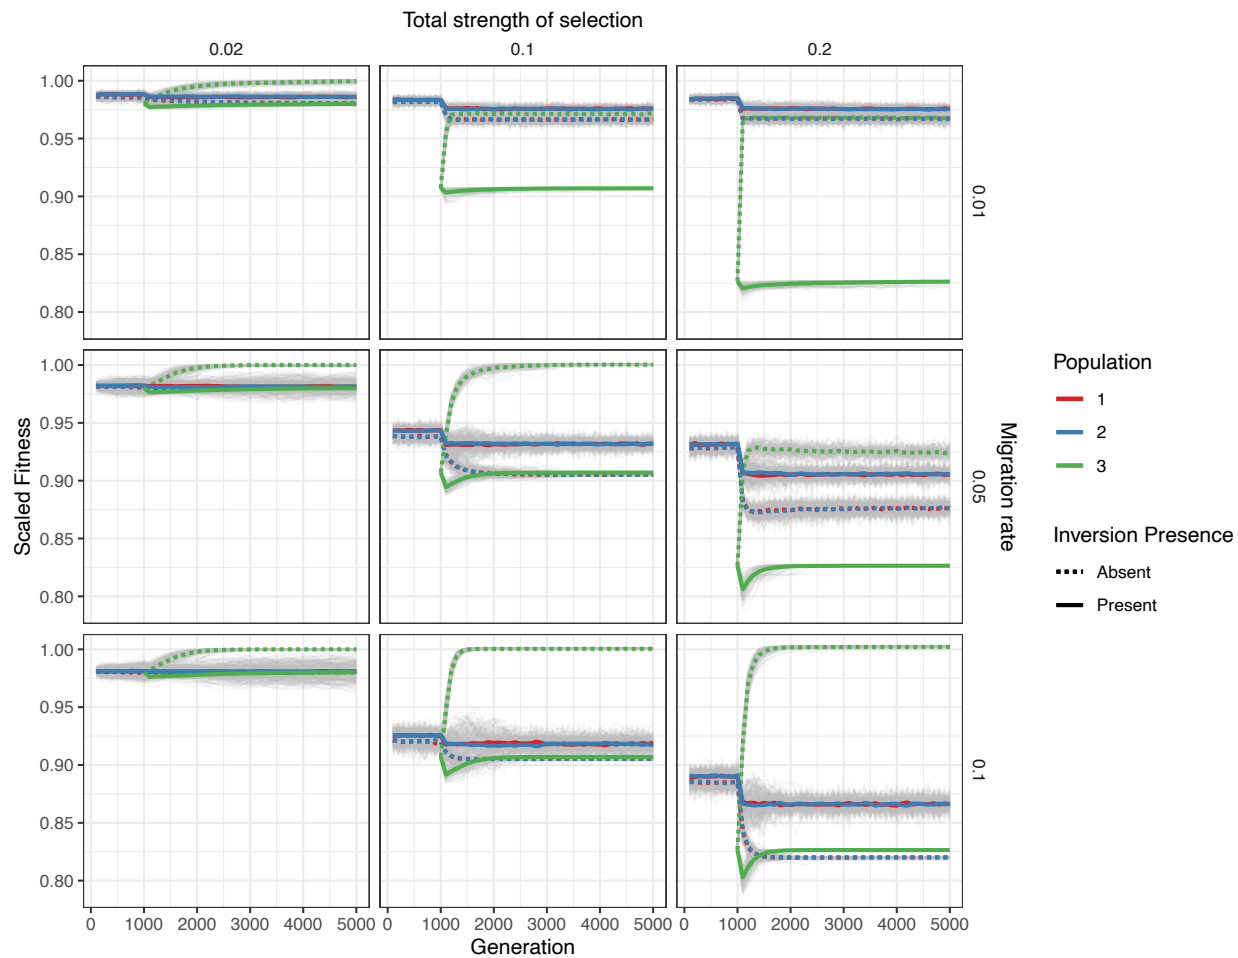 Total strength of selection
0.02 0.1 0.2
1.00
0.95
0.90
0.85
0.80
0.01
1.00
0.95
0.90
0.85
0.80
0.05
1.00
0.95
0.90
0.85
0.80
0.1
Scaled Fitness
Migration rate
0 1000 2000 3000 4000 5000 0 1000 2000 3000 4000 5000 0 1000 2000 3000 4000 5000
Generation
Population
1
2
3
Inversion Presence
Absent
Present